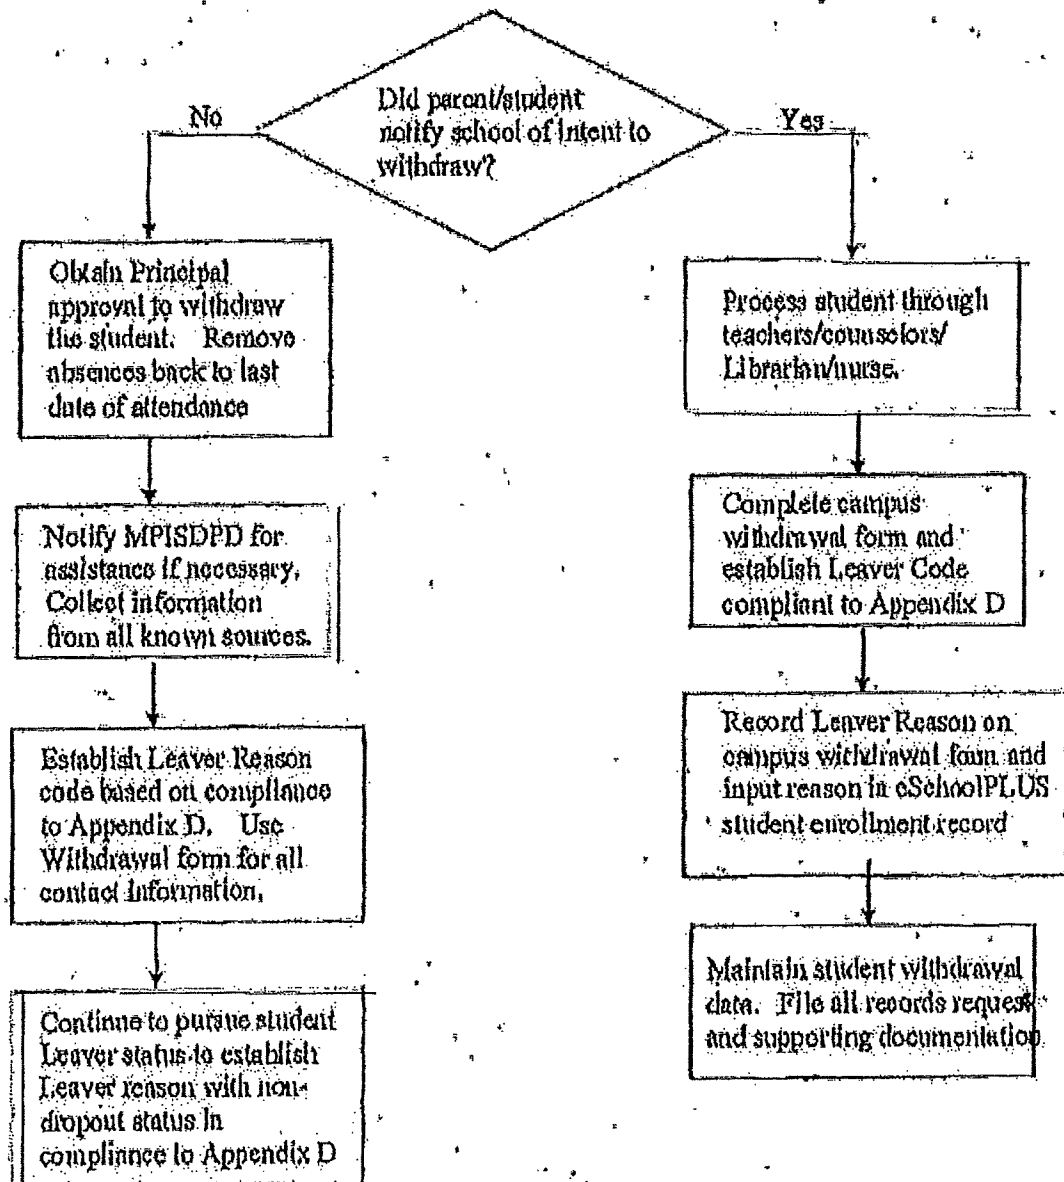 Did parent/student
notify school of Intent to
withdraw?
No
Yes
Obtain Principal
approval to withdraw
the student. Remove
absences back to last
date of attendance
Notify MPISDPD for
assistance if necessary.
Collect information
from all known sources.
Establish Leaver Reason
code based on compliance
to Appendix D. Use
Withdrawal form for all
contact Information.
Continue to pursue student
Leaver status to establish
Leaver reason with non-
dropout status in
compliance to Appendix D
Process student through
teachers/counselors/
Librarian/nurse.
Complete campus
withdrawal form and
establish Leaver Code
compliant to Appendix D
Record Leaver Reason on
campus withdrawal form and
input reason in eSchoolPLUS
student enrollment record
Maintain student withdrawal
data. File all records request
and supporting documentation